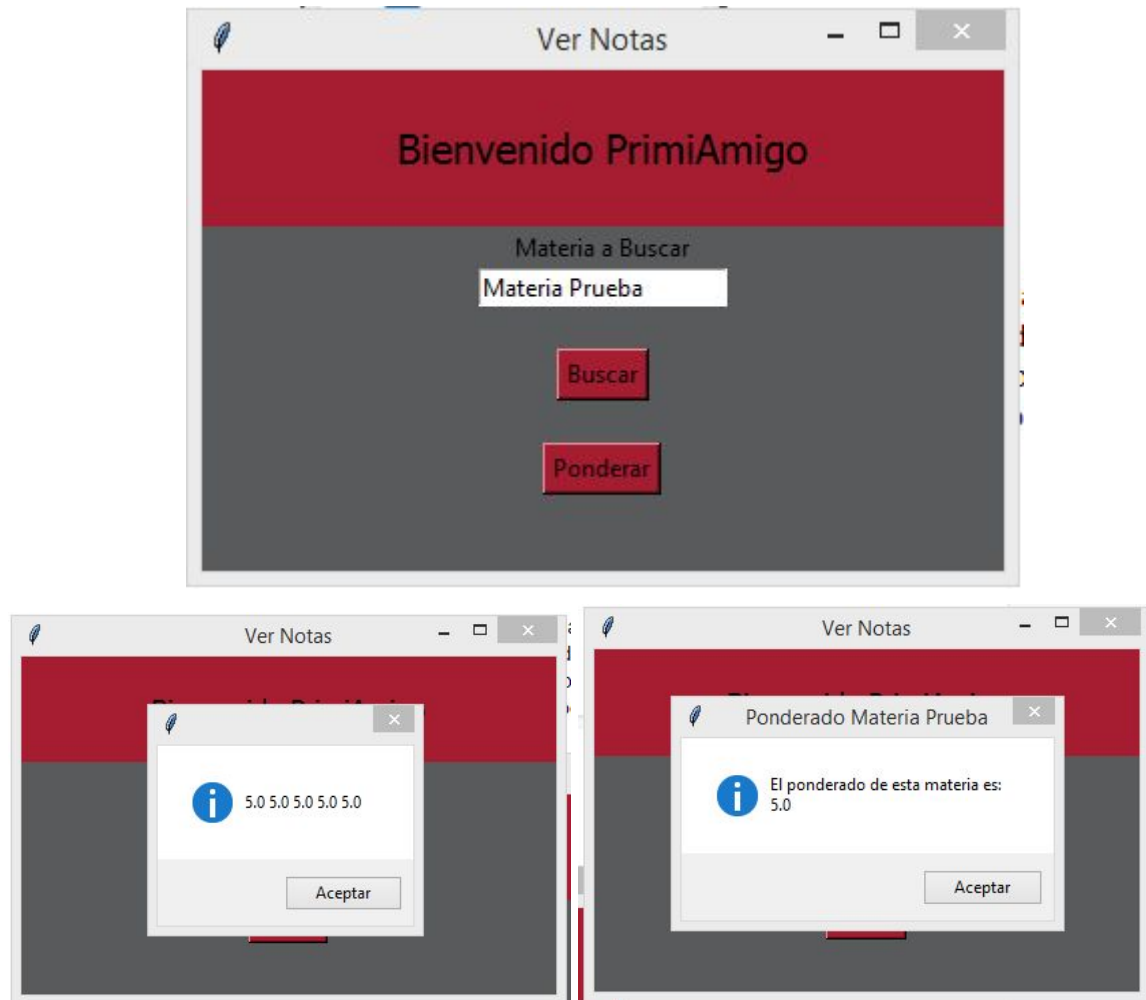 Ver Notas
Bienvenido PrimiAmigo
Materia a Buscar
Materia Prueba
Buscar
Ponderar
Ver Notas
5.0 5.0 5.0 5.0 5.0
Aceptar
Ver Notas
Ponderado Materia Prueba
El ponderado de esta materia es:
5.0
Aceptar